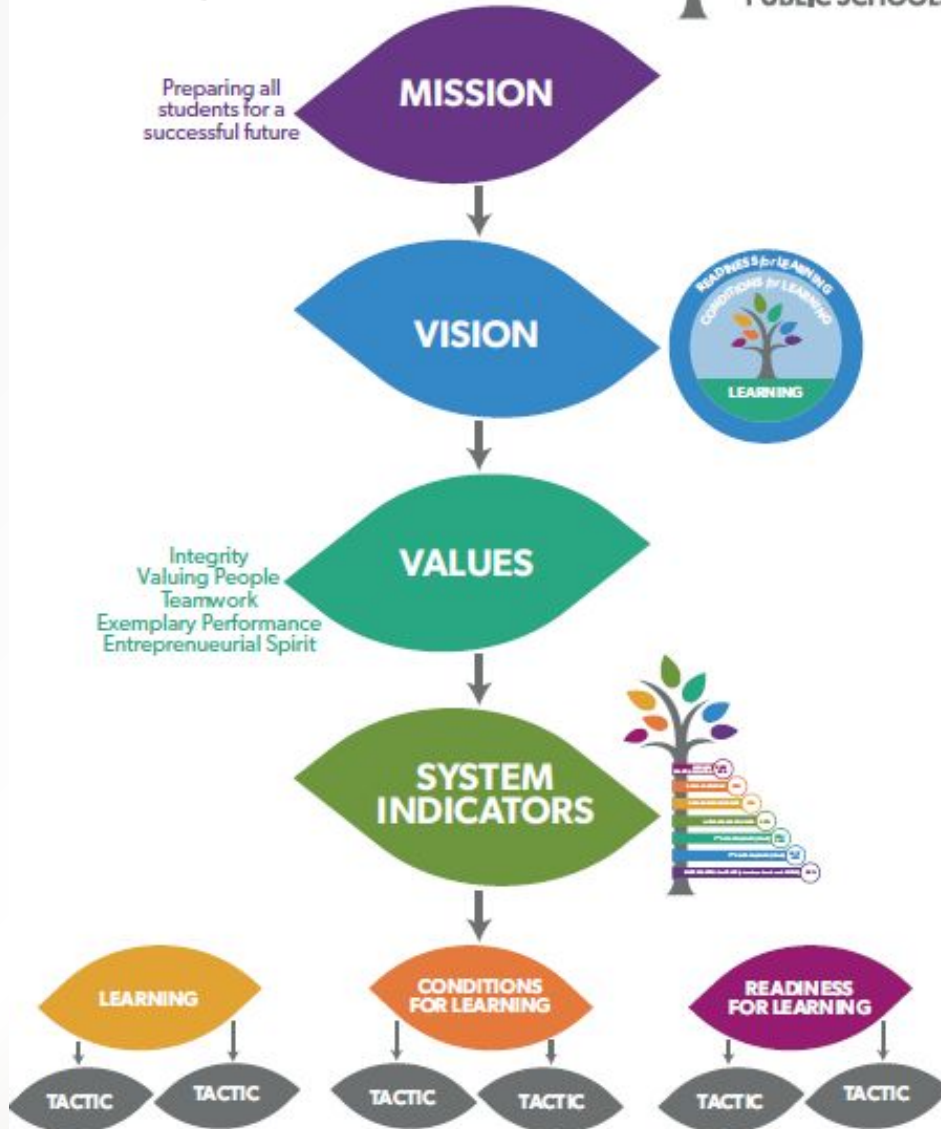 PUBLIC SCHOOL
Preparing all
students for a
successful future
MISSION
VISION
READINESS for LEARNING
CONDITIONS for LEARNING
LEARNING
Integrity
Valuing People
Teamwork
Exemplary Performance
Entreprenueurial Spirit
VALUES
SYSTEM
INDICATORS
LEARNING
CONDITIONS
FOR LEARNING
READINESS
FOR LEARNING
TACTIC
TACTIC
TACTIC
TACTIC
TACTIC
TACTIC